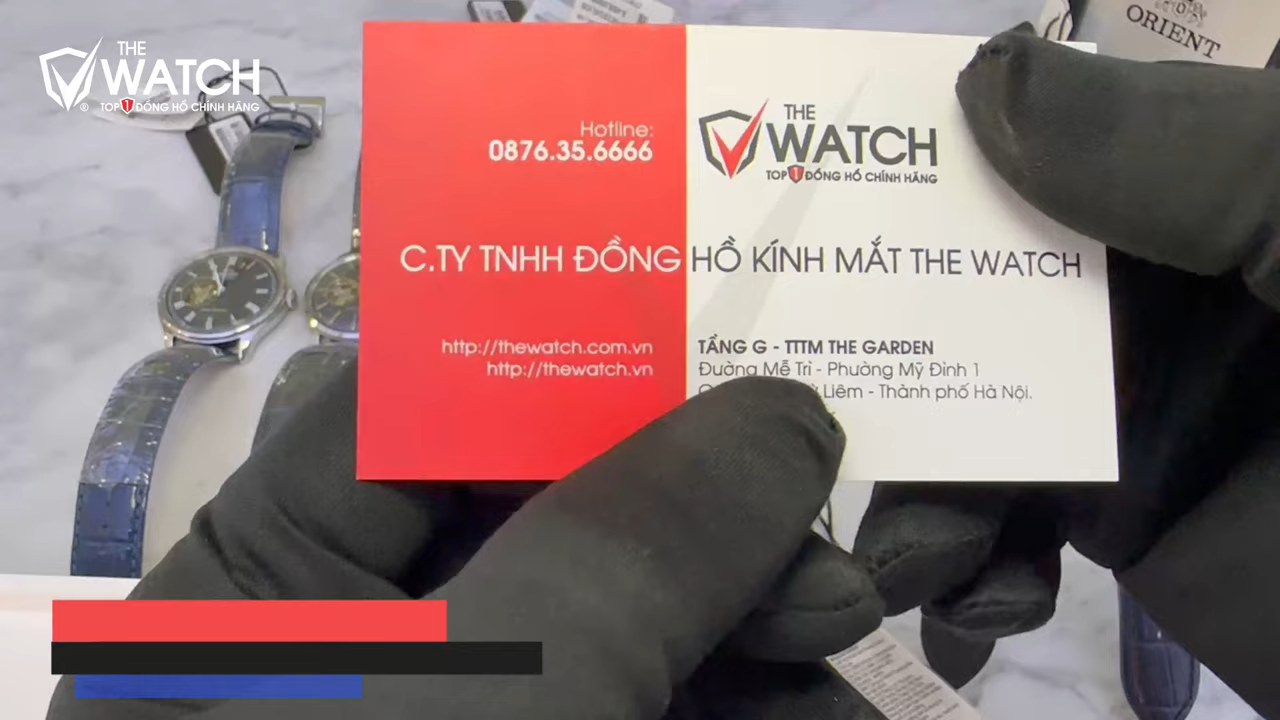 THE
WATCH
TOP 1 ĐỒNG HỒ CHÍNH HÃNG
ORIENT
Hotline:
0876.35.6666
THE
WATCH
TOP 1 ĐỒNG HỒ CHÍNH HÃNG
C.TY TNHH ĐỒNG HỒ KÍNH MẮT THE WATCH
http://thewatch.com.vn
http://thewatch.vn
TẦNG G - TTTM THE GARDEN
Đường Mễ Trì - Phường Mỹ Đình 1
Liêm - Thành phố Hà Nội.